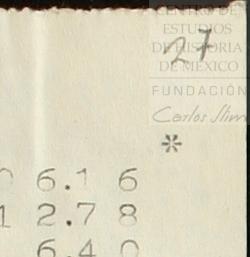 CENTRO DE
ESTUDIOS
DE HISTORIA
DE MÉXICO
FUNDACIÓN
Carlos Slim
27
*
0 6.1 6
1 2.7 8
6.4 0